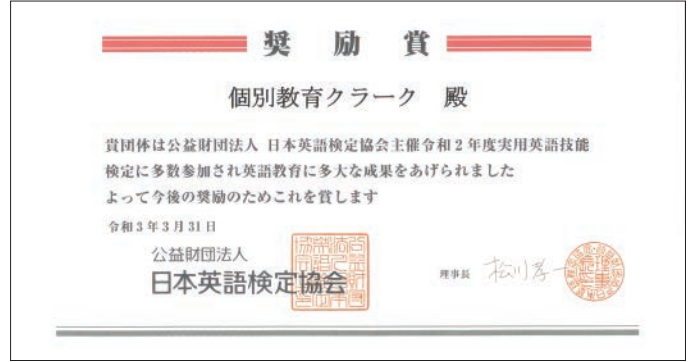 奨励賞
個別教育クラーク 殿
貴団体は公益財団法人 日本英語検定協会主催令和2年度実用英語技能
検定に多数参加され英語教育に多大な成果をあげられました
よって今後の奨励のためこれを賞します
令和3年3月31日
公益財団法人
日本英語検定協会
理事長 松川孝一